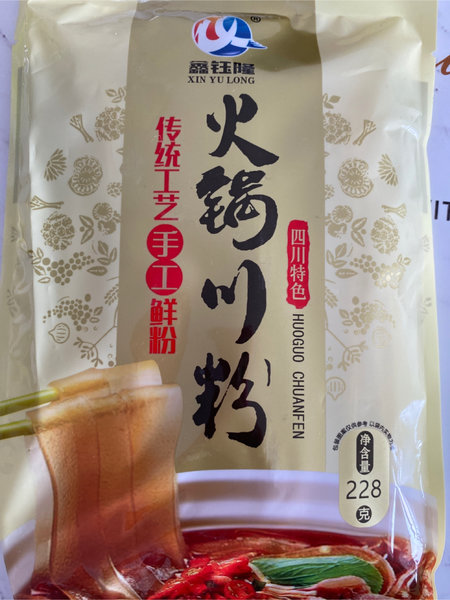 ®
鑫钰隆
XIN YU LONG
火锅川粉
传统工艺
手工鲜粉
四川特色
HUOGUO CHUANFEN
净含量
228
克